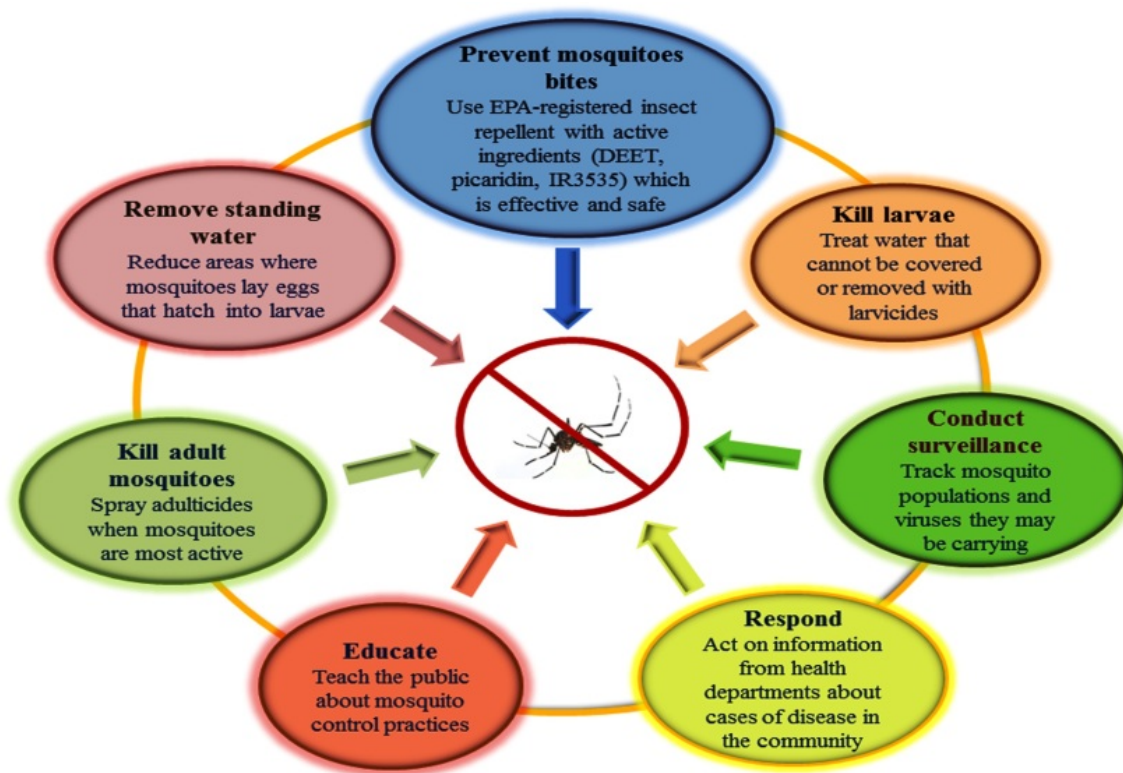 Prevent mosquitoes
bites
Use EPA-registered insect
repellent with active
ingredients (DEET,
picaridin, IR3535) which
is effective and safe
Kill larvae
Treat water that
cannot be covered
or removed with
larvicides
Conduct
surveillance
Track mosquito
populations and
viruses they may
be carrying
Respond
Act on information
from health
departments about
cases of disease in
the community
Educate
Teach the public
about mosquito
control practices
Kill adult
mosquitoes
Spray adulticides
when mosquitoes
are most active
Remove standing
water
Reduce areas where
mosquitoes lay eggs
that hatch into larvae